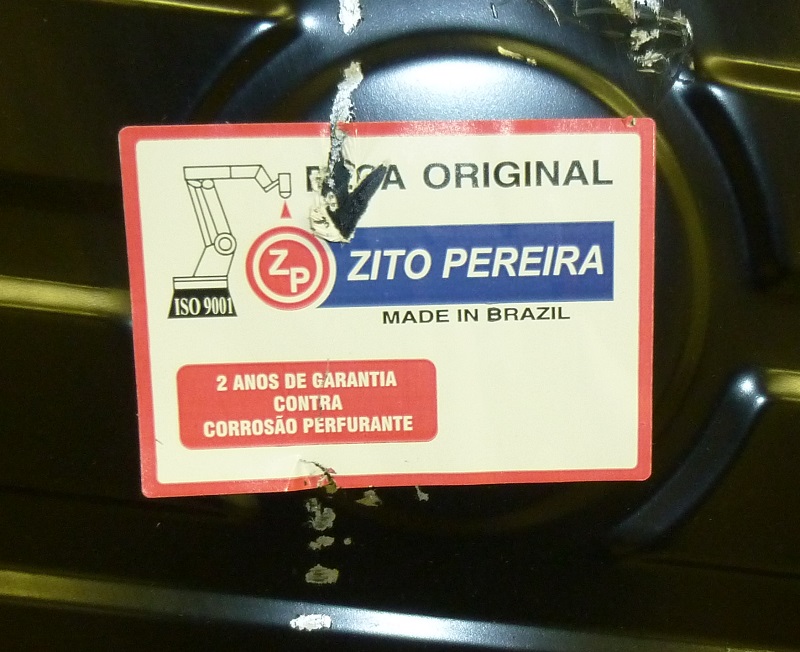 ORIGINAL
ZP
ZITO PEREIRA
ISO 9001
MADE IN BRAZIL
2 ANOS DE GARANTIA
CONTRA
CORROSÃO PERFURANTE